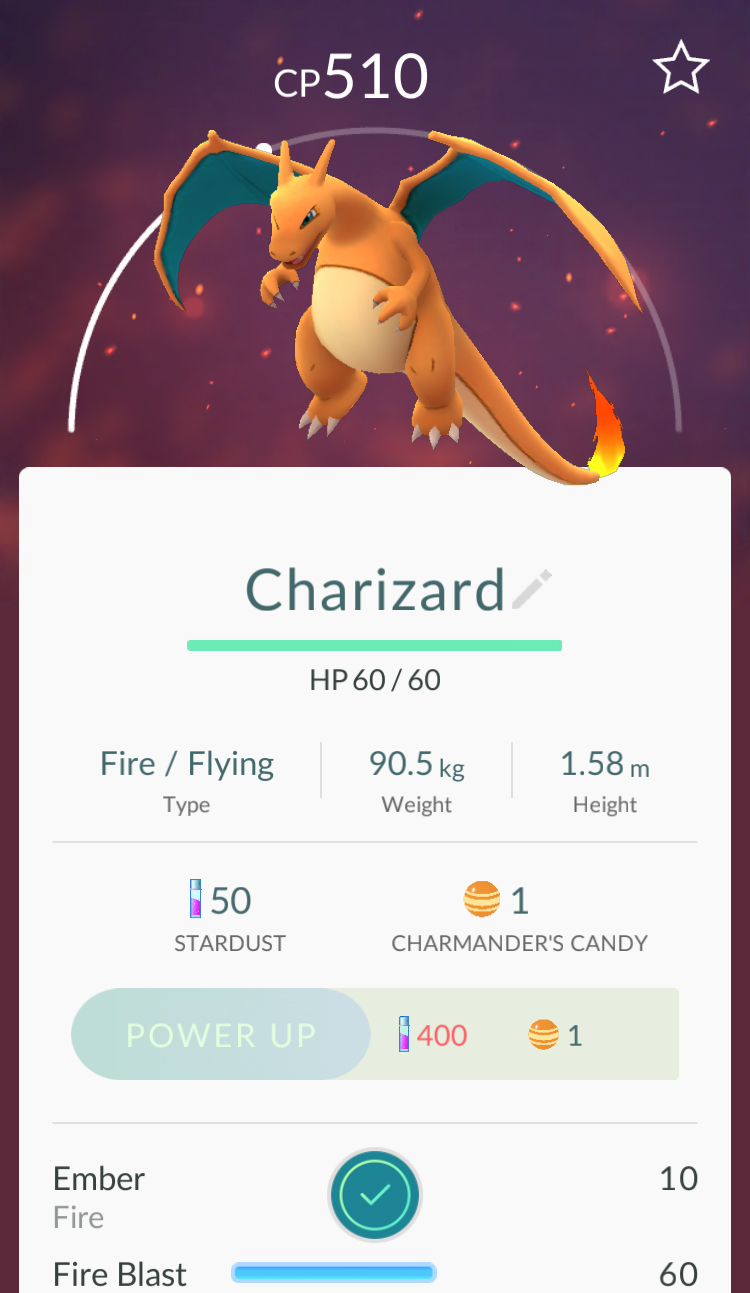 CP510
Charizard
HP 60 / 60
Fire / Flying 90.5 kg 1.58 m
Type Weight Height
50 1
STARDUST CHARMANDER'S CANDY
POWER UP 400 1
Ember 10
Fire
Fire Blast 60